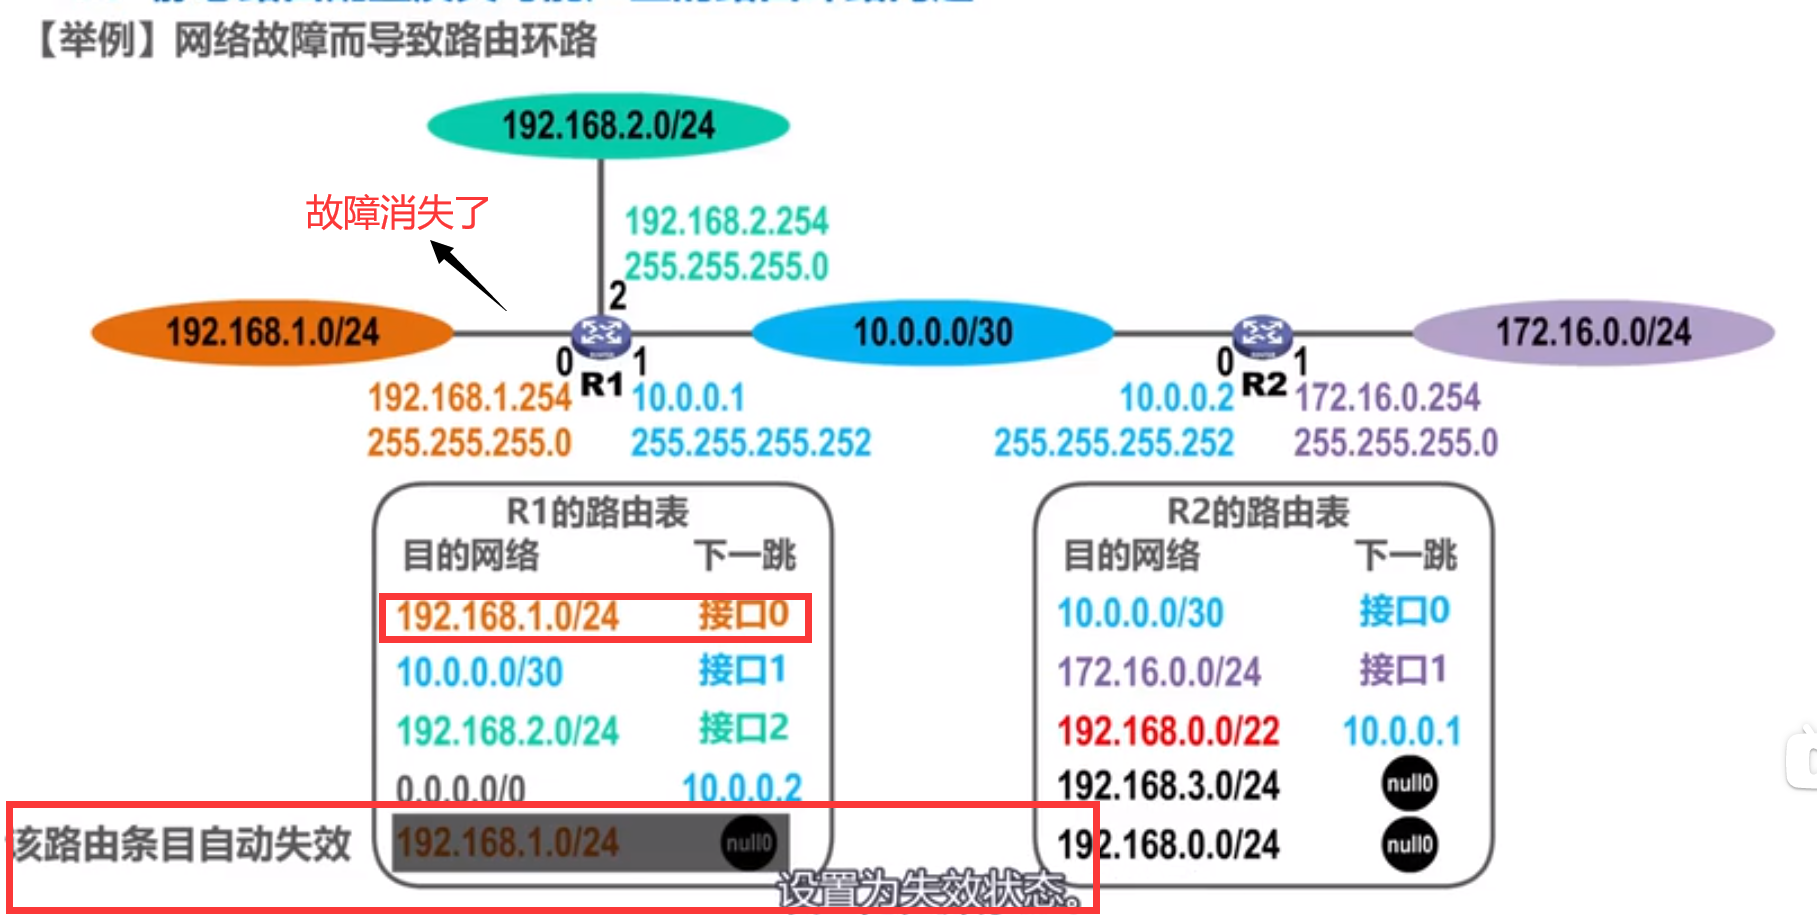 【举例】网络故障而导致路由环路
192.168.2.0/24
故障消失了
192.168.2.254
255.255.255.0
2
192.168.1.0/24
10.0.0.0/30
172.16.0.0/24
0
R1
1
0
R2
1
192.168.1.254
255.255.255.0
10.0.0.1
255.255.255.252
10.0.0.2
255.255.255.252
172.16.0.254
255.255.255.0
R1的路由表
目的网络 下一跳
192.168.1.0/24 接口0
10.0.0.0/30 接口1
192.168.2.0/24 接口2
0.0.0.0/0 10.0.0.2
该路由条目自动失效 192.168.1.0/24 null0
R2的路由表
目的网络 下一跳
10.0.0.0/30 接口0
172.16.0.0/24 接口1
192.168.0.0/22 10.0.0.1
192.168.3.0/24 null0
192.168.0.0/24 null0
设置为失效状态。